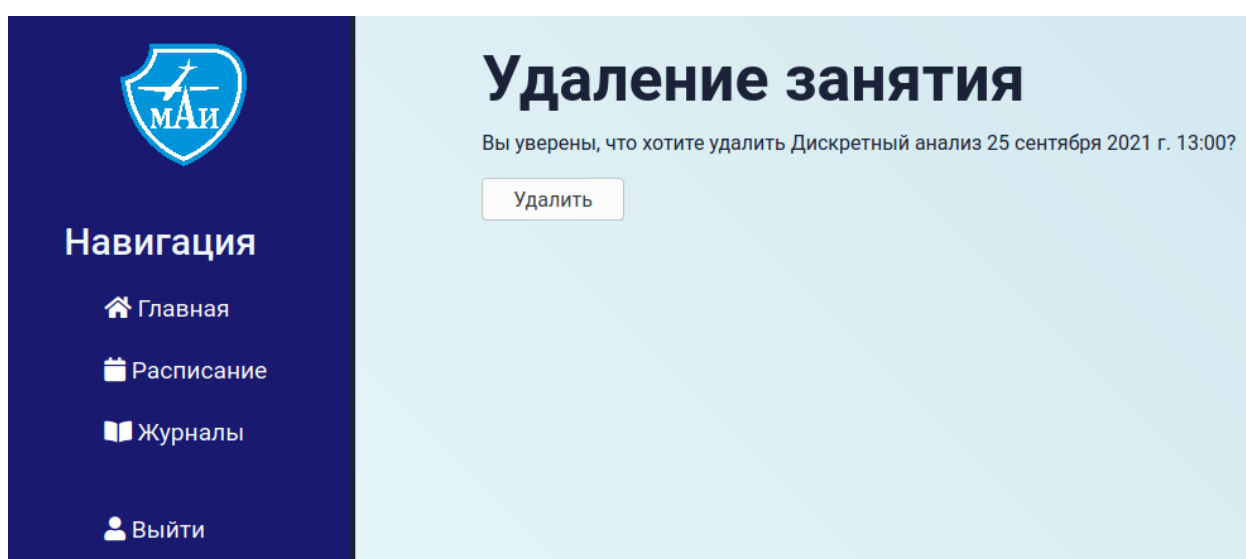 МАИ
Навигация
Главная
Расписание
Журналы
Выйти
Удаление занятия
Вы уверены, что хотите удалить Дискретный анализ 25 сентября 2021 г. 13:00?
Удалить